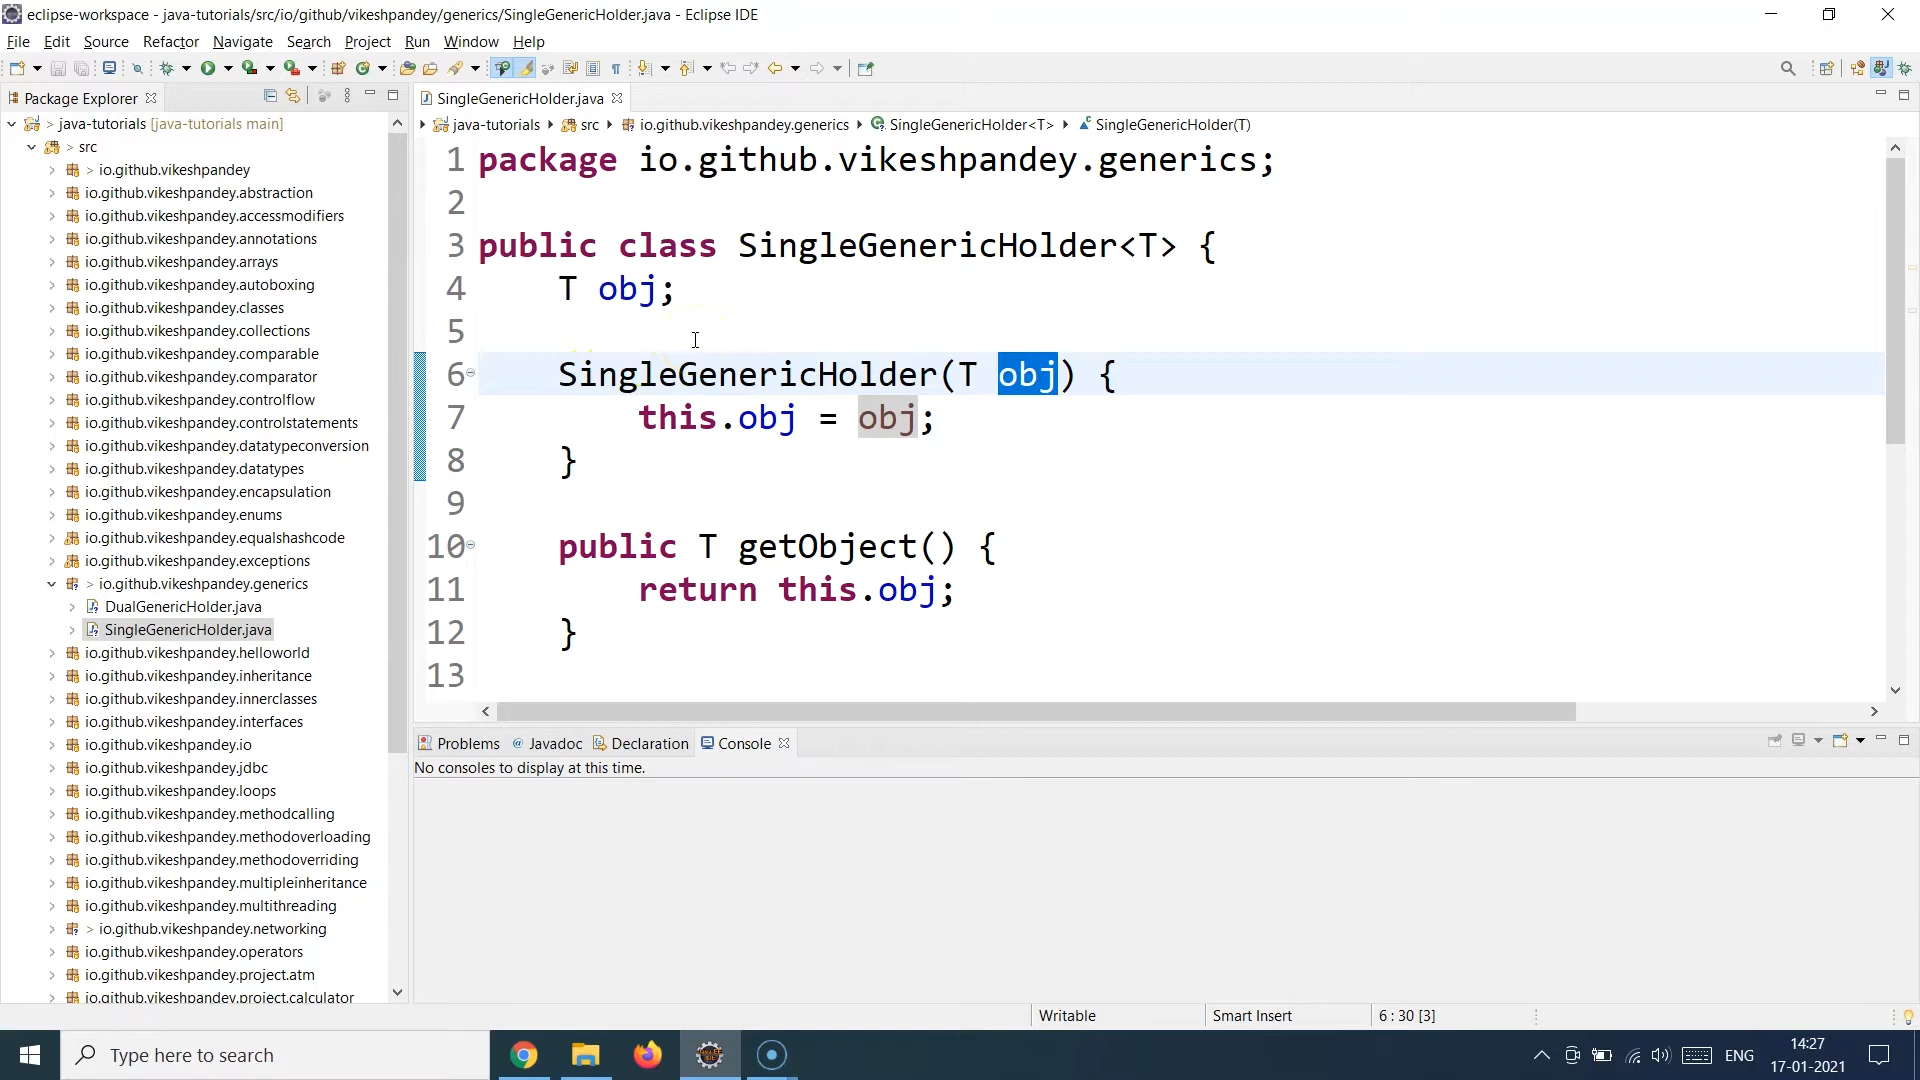 eclipse-workspace - java-tutorials/src/io/github/vikeshpandey/generics/SingleGenericHolder.java - Eclipse IDE
File Edit Source Refactor Navigate Search Project Run Window Help
Package Explorer
> java-tutorials [java-tutorials main]
> src
> io.github.vikeshpandey
io.github.vikeshpandey.abstraction
io.github.vikeshpandey.accessmodifiers
io.github.vikeshpandey.annotations
io.github.vikeshpandey.arrays
io.github.vikeshpandey.autoboxing
io.github.vikeshpandey.classes
io.github.vikeshpandey.collections
io.github.vikeshpandey.comparable
io.github.vikeshpandey.comparator
io.github.vikeshpandey.controlflow
io.github.vikeshpandey.controlstatements
io.github.vikeshpandey.datatypeconversion
io.github.vikeshpandey.datatypes
io.github.vikeshpandey.encapsulation
io.github.vikeshpandey.enums
io.github.vikeshpandey.equalshashcode
io.github.vikeshpandey.exceptions
> io.github.vikeshpandey.generics
DualGenericHolder.java
SingleGenericHolder.java
io.github.vikeshpandey.helloworld
io.github.vikeshpandey.inheritance
io.github.vikeshpandey.innerclasses
io.github.vikeshpandey.interfaces
io.github.vikeshpandey.io
io.github.vikeshpandey.jdbc
io.github.vikeshpandey.loops
io.github.vikeshpandey.methodcalling
io.github.vikeshpandey.methodoverloading
io.github.vikeshpandey.methodoverriding
io.github.vikeshpandey.multipleinheritance
io.github.vikeshpandey.multithreading
> io.github.vikeshpandey.networking
io.github.vikeshpandey.operators
io.github.vikeshpandey.project.atm
io.github.vikeshpandey.project.calculator
SingleGenericHolder.java
java-tutorials src io.github.vikeshpandey.generics SingleGenericHolder<T> SingleGenericHolder(T)
1 package io.github.vikeshpandey.generics;
2
3 public class SingleGenericHolder<T> {
4 T obj;
5
6 SingleGenericHolder(T obj) {
7 this.obj = obj;
8 }
9
10 public T getObject() {
11 return this.obj;
12 }
13
Problems Javadoc Declaration Console
No consoles to display at this time.
Writable Smart Insert 6 : 30 [3]
Type here to search
ENG
14:27
17-01-2021